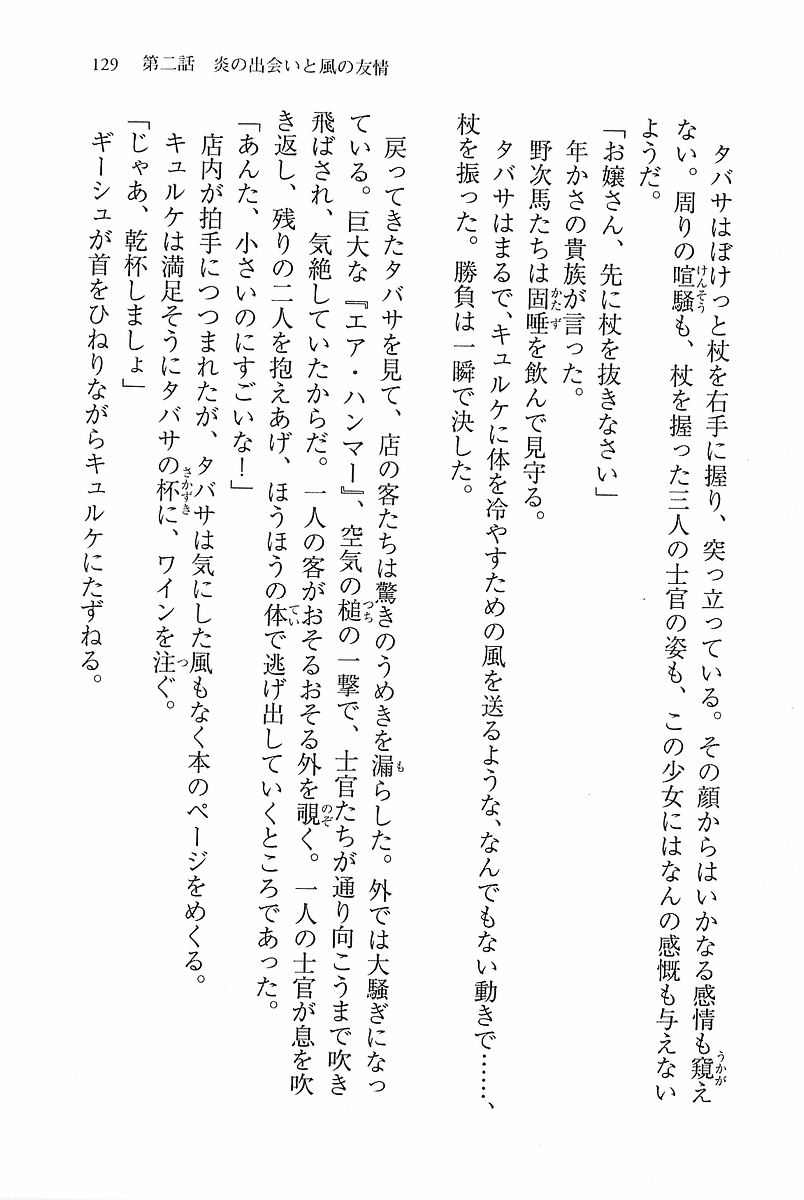 129　第二話　炎の出会いと風の友情
タバサはぼけっと杖を右手に握り、突っ立っている。その顔からはいかなる感情も窺え
ない。周りの喧騒も、杖を握った三人の士官の姿も、この少女にはなんの感慨も与えない
ようだ。
「お嬢さん、先に杖を抜きなさい」
年かさの貴族が言った。
野次馬たちは固唾を飲んで見守る。
タバサはまるで、キュルケに体を冷やすための風を送るような、なんでもない動きで……、
杖を振った。勝負は一瞬で決した。
戻ってきたタバサを見て、店の客たちは驚きのうめきを漏らした。外では大騒ぎになっ
ている。巨大な『エア・ハンマー』、空気の槌の一撃で、士官たちが通り向こうまで吹き
飛ばされ、気絶していたからだ。一人の客がおそるおそる外を覗く。一人の士官が息を吹
き返し、残りの二人を抱えあげ、ほうほうの体で逃げ出していくところであった。
「あんた、小さいのにすごいな！」
店内が拍手につつまれたが、タバサは気にした風もなく本のページをめくる。
キュルケは満足そうにタバサの杯に、ワインを注ぐ。
「じゃあ、乾杯しましょ」
ギーシュが首をひねりながらキュルケにたずねる。